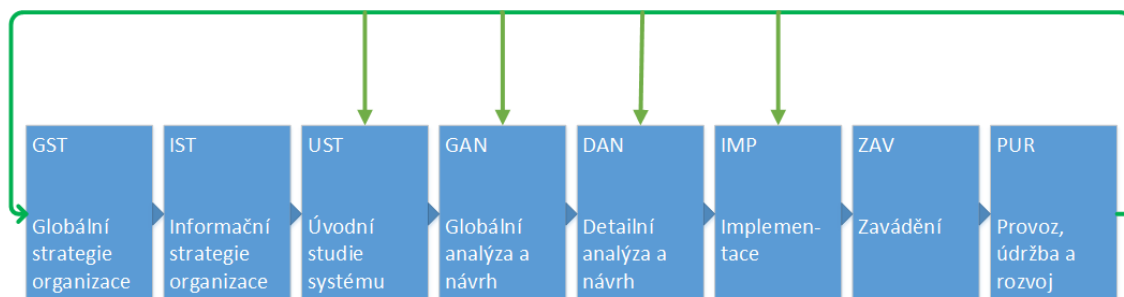 GST
Globální
strategie
organizace
IST
Informační
strategie
organizace
UST
Úvodní
studie
systému
GAN
Globální
analýza a
návrh
DAN
Detailní
analýza a
návrh
IMP
Implemen-
tace
ZAV
Zavádění
PUR
Provoz,
údržba a
rozvoj